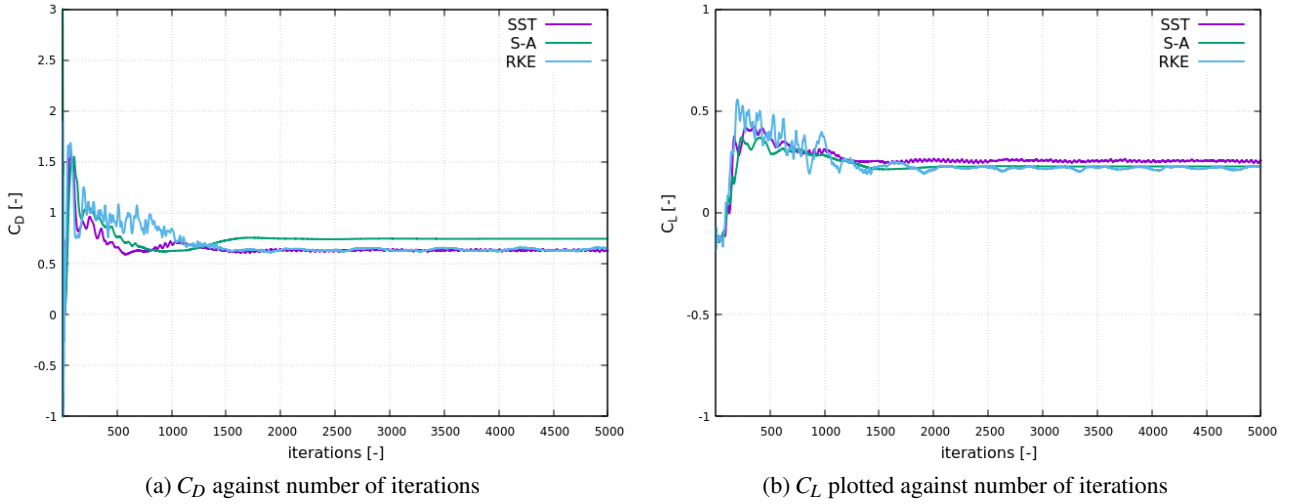 3
2.5
2
1.5
1
0.5
0
-0.5
-1
C_D [-]
SST
S-A
RKE
500 1000 1500 2000 2500 3000 3500 4000 4500 5000
iterations [-]
(a) C_D against number of iterations
1
0.5
0
-0.5
-1
C_L [-]
SST
S-A
RKE
500 1000 1500 2000 2500 3000 3500 4000 4500 5000
iterations [-]
(b) C_L plotted against number of iterations